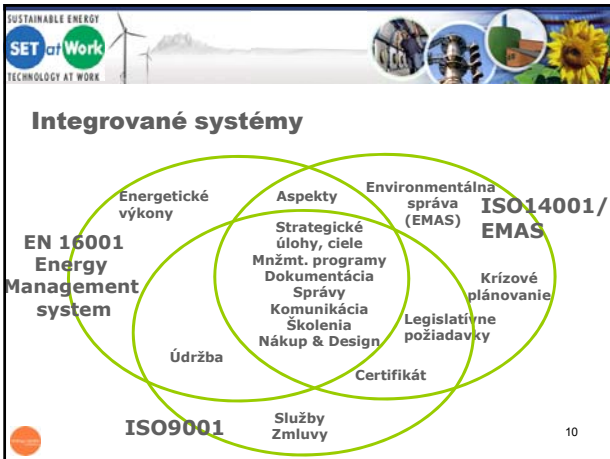 SUSTAINABLE ENERGY
SET at Work
TECHNOLOGY AT WORK
Integrované systémy
Energetické
výkony
Aspekty
Environmentálna
správa
(EMAS)
ISO14001/
EMAS
EN 16001
Energy
Management
system
Strategické
úlohy, ciele
Mnžmt. programy
Dokumentácia
Správy
Komunikácia
Školenia
Nákup & Design
Krízové
plánovanie
Legislatívne
požiadavky
Údržba
Certifikát
ISO9001
Služby
Zmluvy
10